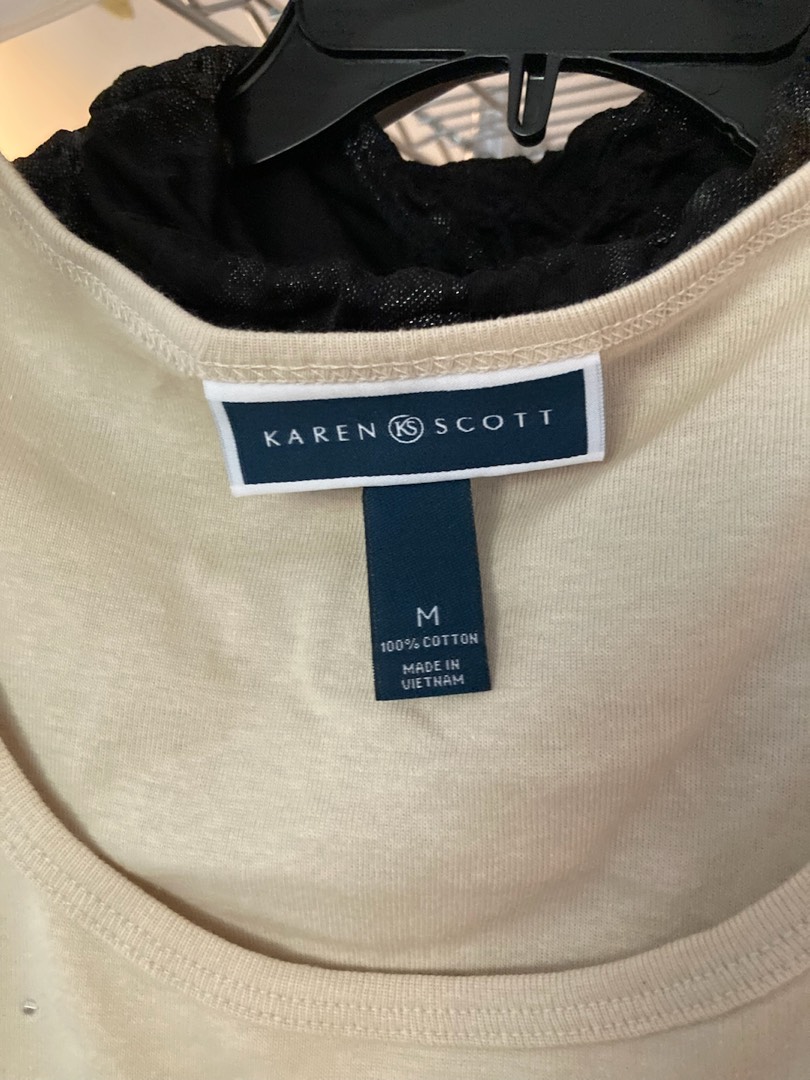 KAREN KS SCOTT
M
100% COTTON
MADE IN
VIETNAM